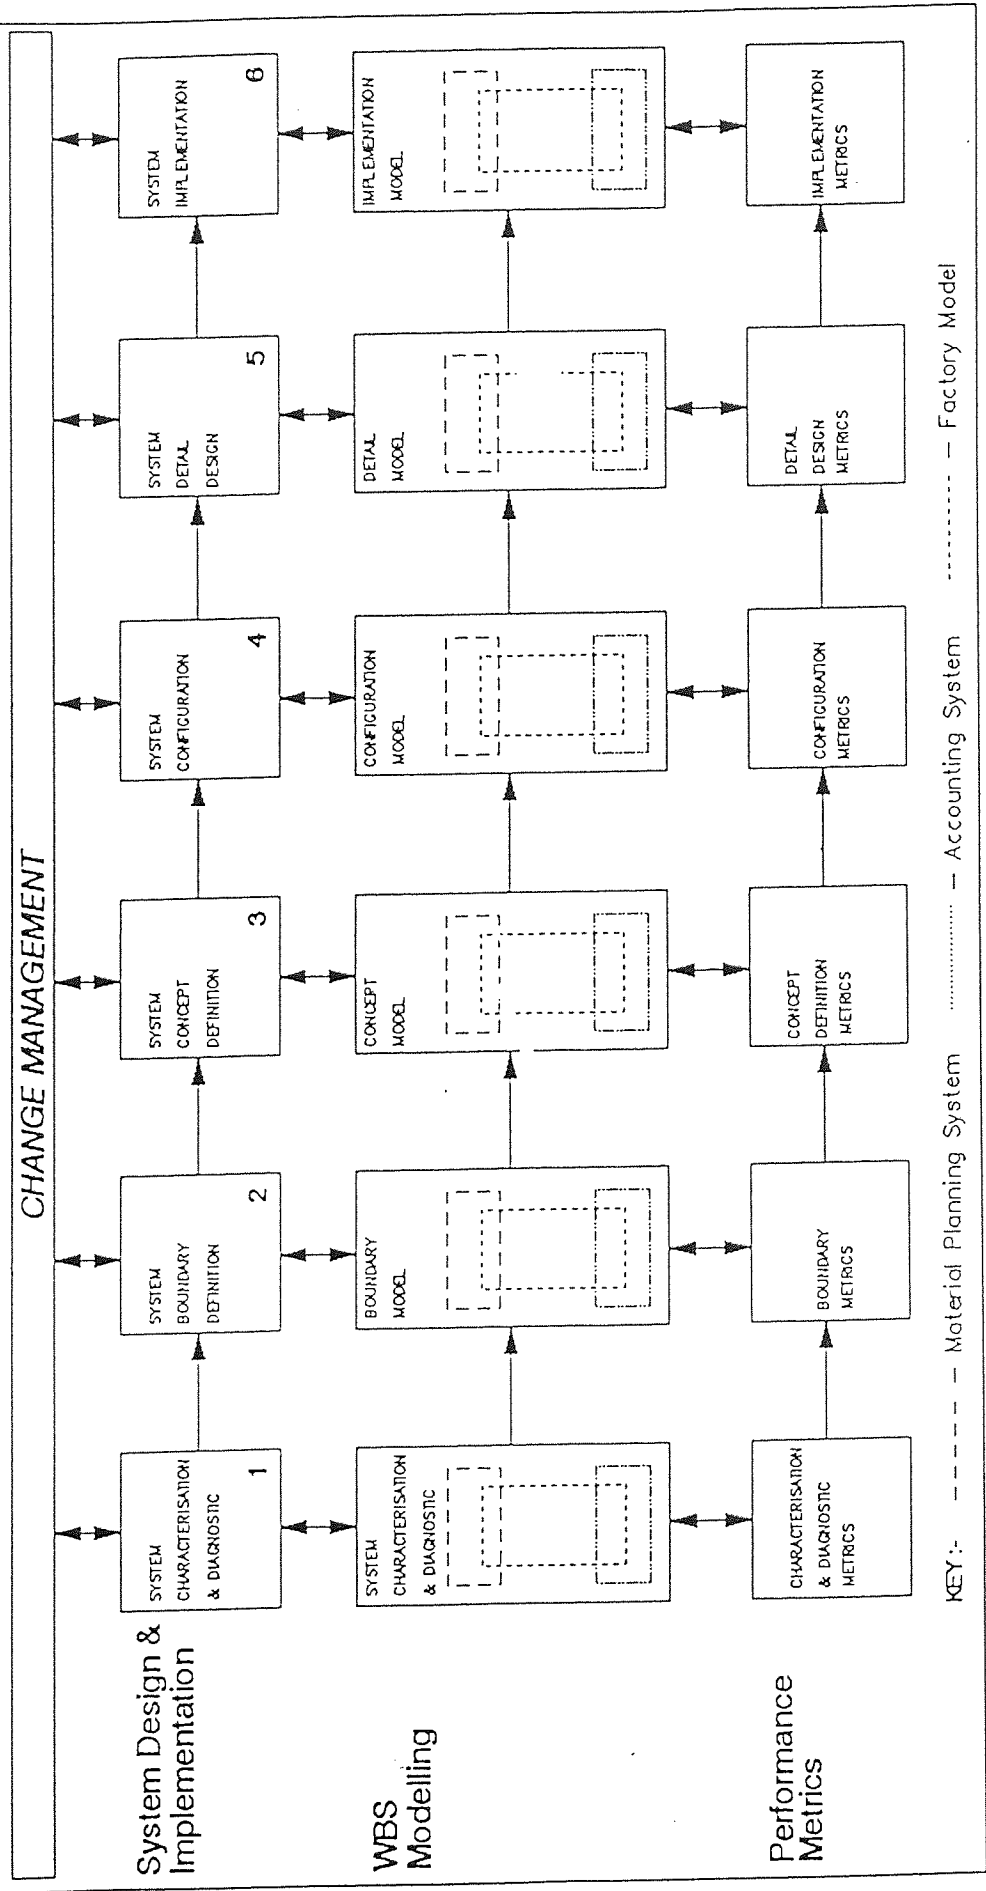 CHANGE MANAGEMENT
System Design &
Implementation
SYSTEM
CHARACTERISATION
& DIAGNOSTIC
1
SYSTEM
BOUNDARY
DEFINITION
2
SYSTEM
CONCEPT
DEFINITION
3
SYSTEM
CONFIGURATION
4
SYSTEM
DETAIL
DESIGN
5
SYSTEM
IMPLEMENTATION
6
WBS
Modelling
SYSTEM
CHARACTERISATION
& DIAGNOSTIC
BOUNDARY
MODEL
CONCEPT
MODEL
CONFIGURATION
MODEL
DETAIL
MODEL
IMPLEMENTATION
MODEL
Performance
Metrics
CHARACTERISATION
& DIAGNOSTIC
METRICS
BOUNDARY
METRICS
CONCEPT
DEFINITION
METRICS
CONFIGURATION
METRICS
DETAIL
DESIGN
METRICS
IMPLEMENTATION
METRICS
KEY:- – Material Planning System – Accounting System – Factory Model